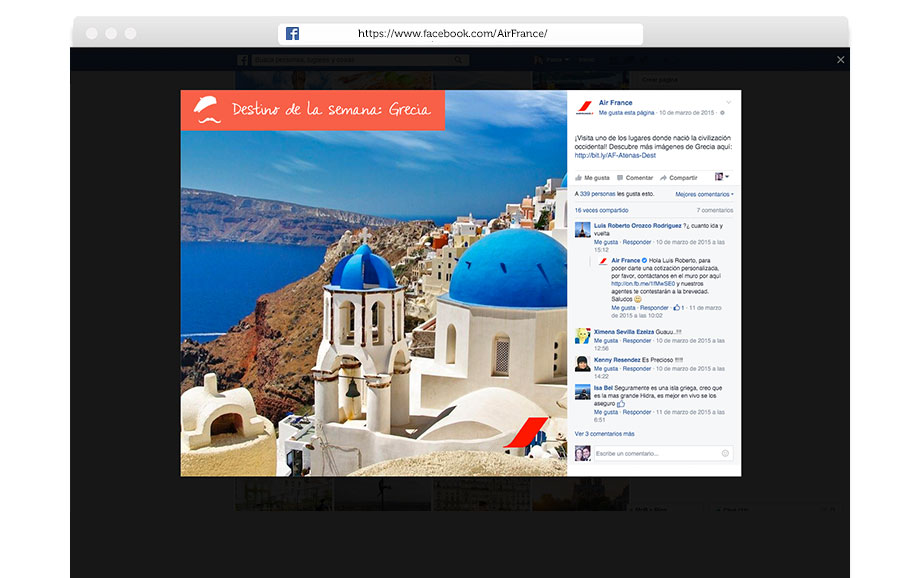 https://www.facebook.com/AirFrance/
Busca personas, lugares y cosas
Crear página
Destino de la semana: Grecia
Air France
Me gusta esta página · 10 de marzo de 2015 ·
¡Visita uno de los lugares donde nació la civilización
occidental! Descubre más imágenes de Grecia aquí:
http://bit.ly/AF-Atenas-Dest
Me gusta Comentar Compartir
A 339 personas les gusta esto. Mejores comentarios
16 veces compartido 7 comentarios
Luis Roberto Orozco Rodriguez ?¿ cuanto ida y
vuelta
Me gusta · Responder · 10 de marzo de 2015 a las
15:12
Air France Hola Luis Roberto, para
poder darte una cotización personalizada,
por favor, contáctanos en el muro por aquí
http://on.fb.me/1fMwSE0 y nuestros
agentes te contestarán a la brevedad.
Salucos
Me gusta · Responder · 1 · 11 de marzo
de 2015 a las 10:02
Ximena Sevilla Ezeiza Guauu..!!!
Me gusta · Responder · 10 de marzo de 2015 a las
12:56
Kenny Resendez Es Precioso !!!!!
Me gusta · Responder · 10 de marzo de 2015 a las
14:22
Isa Bel Seguramente es una isla griega, creo que
es la mas grande Hidra, es mejor en vivo se los
aseguro
Me gusta · Responder · 11 de marzo de 2015 a las
6:51
Ver 3 comentarios más
Escribe un comentario...